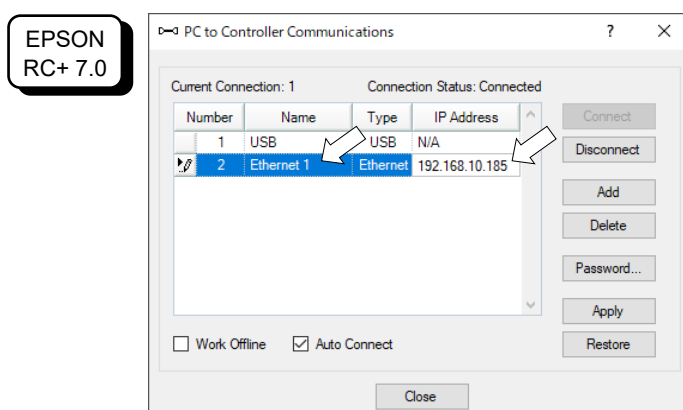 EPSON
RC+ 7.0
PC to Controller Communications
?
Current Connection: 1 Connection Status: Connected
Number Name Type IP Address
1 USB USB N/A
2 Ethernet 1 Ethernet 192.168.10.185
Connect
Disconnect
Add
Delete
Password...
Apply
Restore
Work Offline Auto Connect
Close